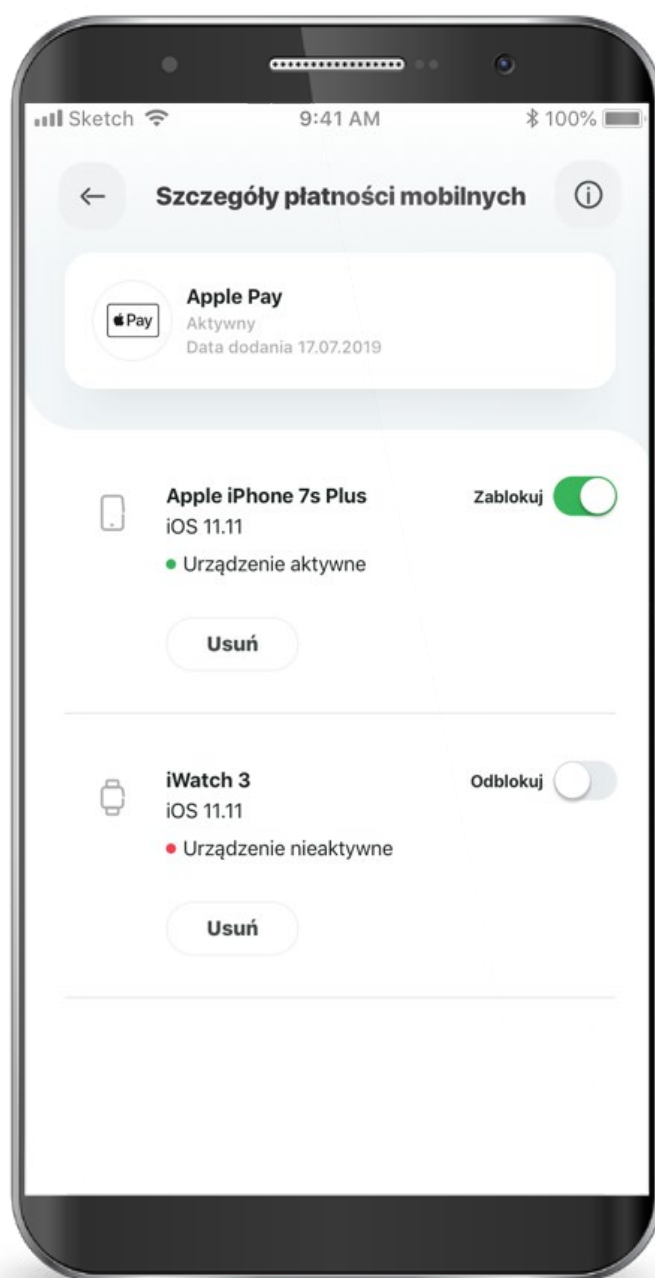 Sketch
9:41 AM
100%
Szczegóły płatności mobilnych
Pay
Apple Pay
Aktywny
Data dodania 17.07.2019
Apple iPhone 7s Plus
Zablokuj
iOS 11.11
Urządzenie aktywne
Usuń
iWatch 3
Odblokuj
iOS 11.11
Urządzenie nieaktywne
Usuń